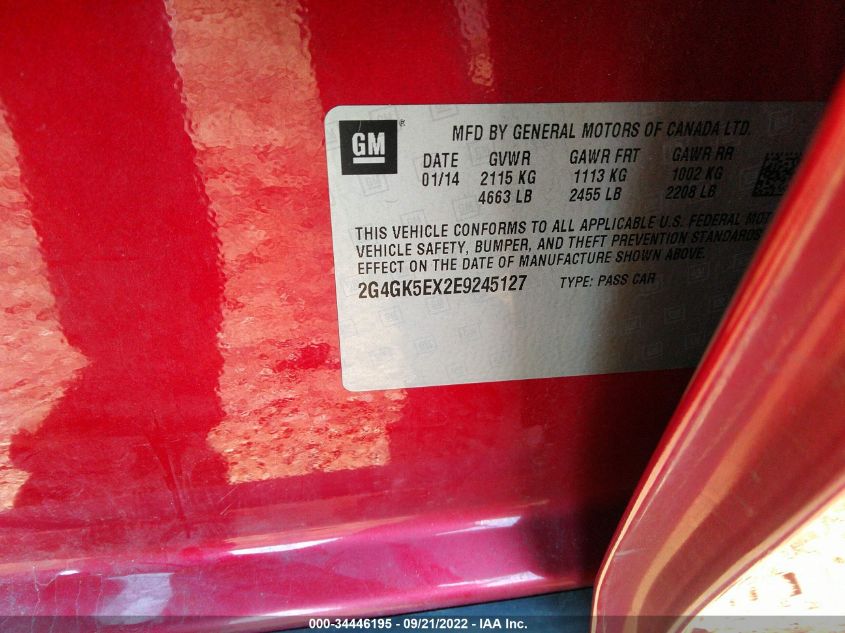 GM ®
MFD BY GENERAL MOTORS OF CANADA LTD.
DATE GVWR GAWR FRT GAWR RR
01/14 2115 KG 1113 KG 1002 KG
4663 LB 2455 LB 2208 LB
THIS VEHICLE CONFORMS TO ALL APPLICABLE U.S. FEDERAL MOT
VEHICLE SAFETY, BUMPER, AND THEFT PREVENTION STANDARDS
EFFECT ON THE DATE OF MANUFACTURE SHOWN ABOVE.
2G4GK5EX2E9245127 TYPE: PASS CAR
000-34446195 - 09/21/2022 - IAA Inc.